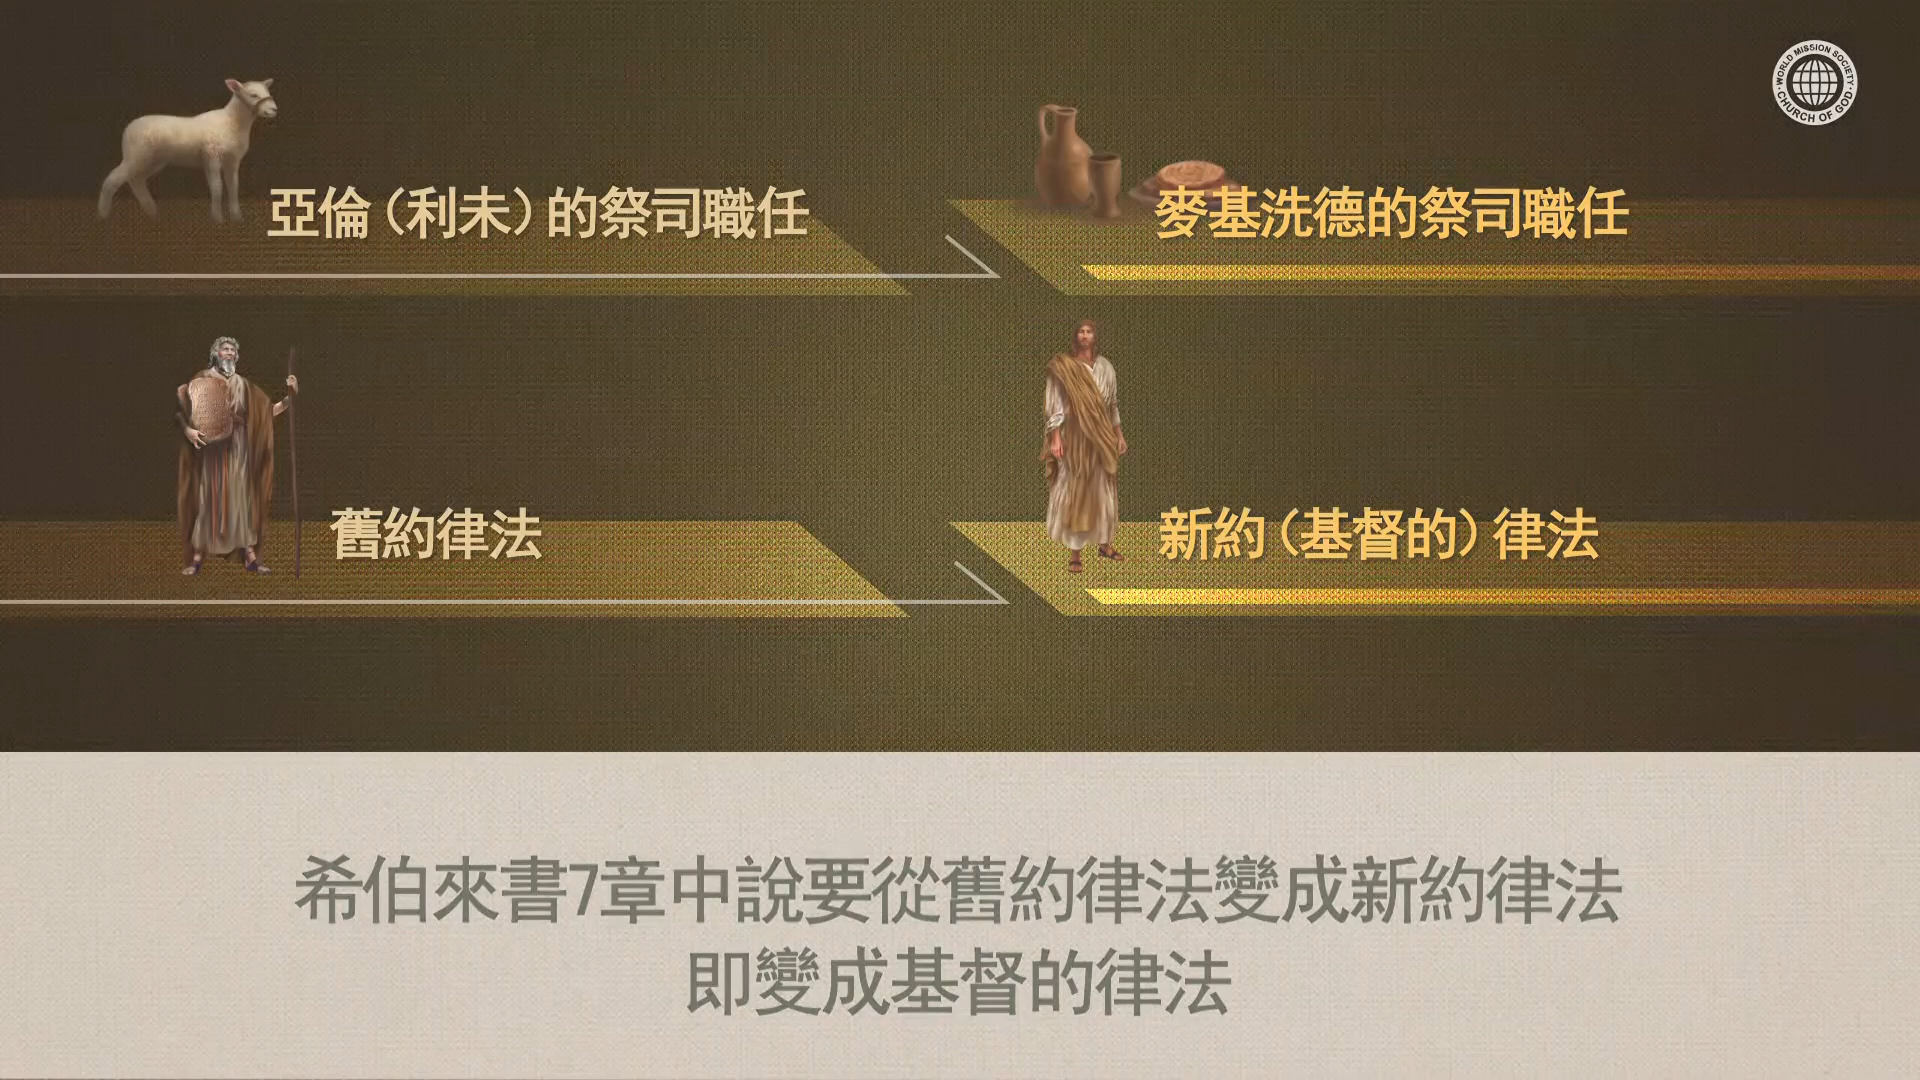 WORLD MISSION SOCIETY
CHURCH OF GOD
亞倫（利未）的祭司職任
麥基洗德的祭司職任
舊約律法
新約（基督的）律法
希伯來書7章中說要從舊約律法變成新約律法
即變成基督的律法